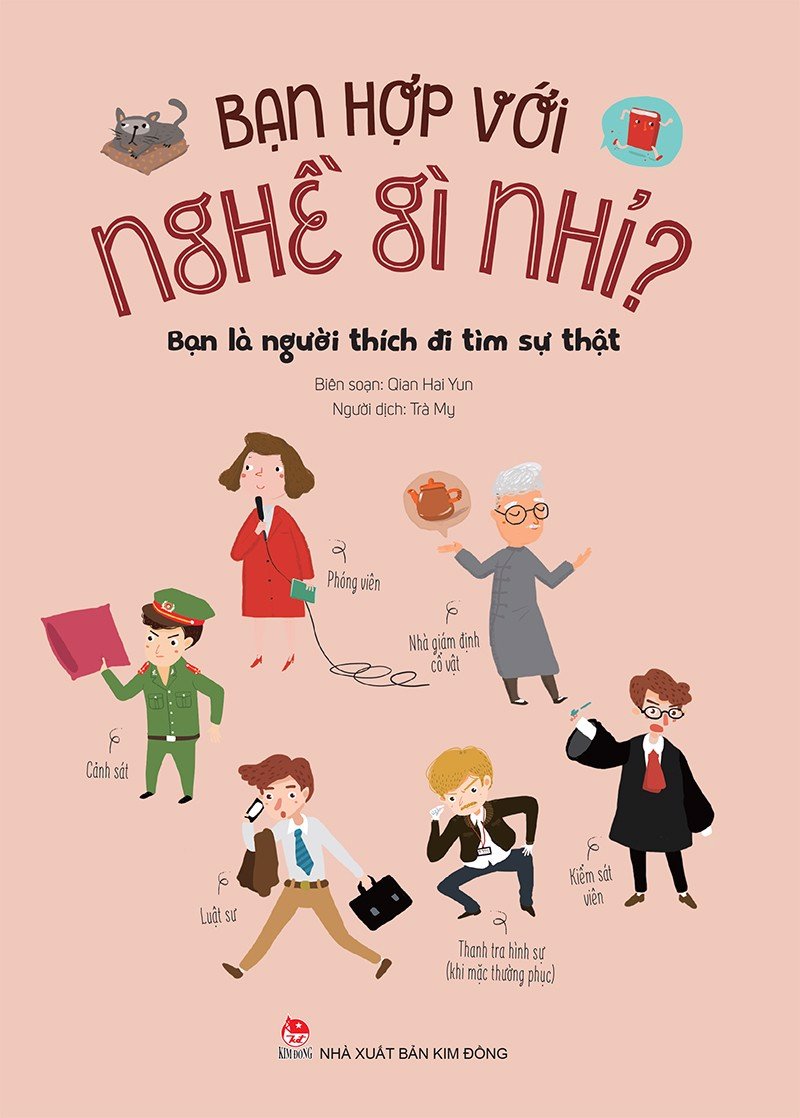 BẠN HỢP VỚI
NGHỀ GÌ NHỈ?
Bạn là người thích đi tìm sự thật
Biên soạn: Qian Hai Yun
Người dịch: Trà My
Phóng viên
Nhà giám định
cổ vật
Cảnh sát
Luật sư
Thanh tra hình sự
(khi mặc thường phục)
Kiểm sát
viên
KIM ĐỒNG
NHÀ XUẤT BẢN KIM ĐỒNG